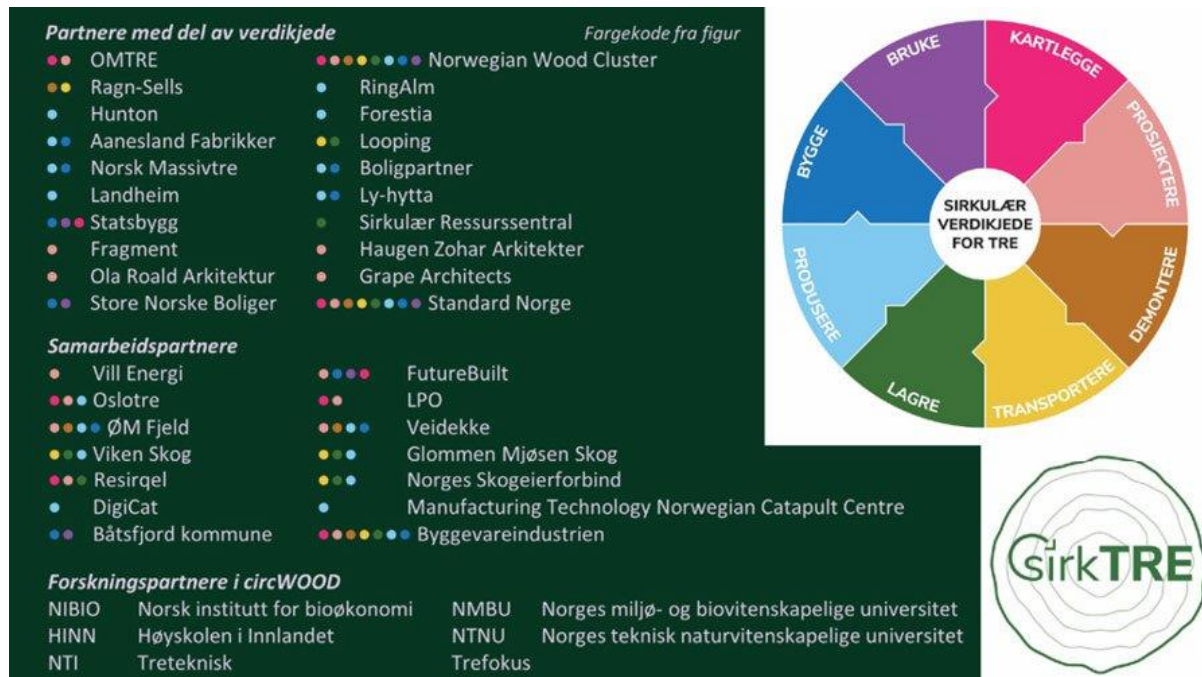 Partnere med del av verdikjede
Fargekode fra figur
OMTRE
Norwegian Wood Cluster
Ragn-Sells
RingAlm
Hunton
Forestia
Aanesland Fabrikker
Looping
Norsk Massivtre
Boligpartner
Landheim
Ly-hytta
Statsbygg
Sirkulær Ressurssentral
Fragment
Haugen Zohar Arkitekter
Ola Roald Arkitektur
Grape Architects
Store Norske Boliger
Standard Norge
Samarbeidspartnere
Vill Energi
FutureBuilt
Oslotre
LPO
ØM Fjeld
Veidekke
Viken Skog
Glommen Mjøsen Skog
Resirqel
Norges Skogeierforbind
DigiCat
Manufacturing Technology Norwegian Catapult Centre
Båtsfjord kommune
Byggevareindustrien
Forskningspartnere i circWOOD
NIBIO Norsk institutt for bioøkonomi
NMBU Norges miljø- og biovitenskapelige universitet
HINN Høyskolen i Innlandet
NTNU Norges teknisk naturvitenskapelige universitet
NTI Treteknisk
Trefokus
BRUKE
KARTLEGGE
PROSJEKTERE
DEMONTERE
TRANSPORTERE
LAGRE
PRODUSERE
BYGGE
SIRKULÆR
VERDIKJEDE
FOR TRE
sirkTRE